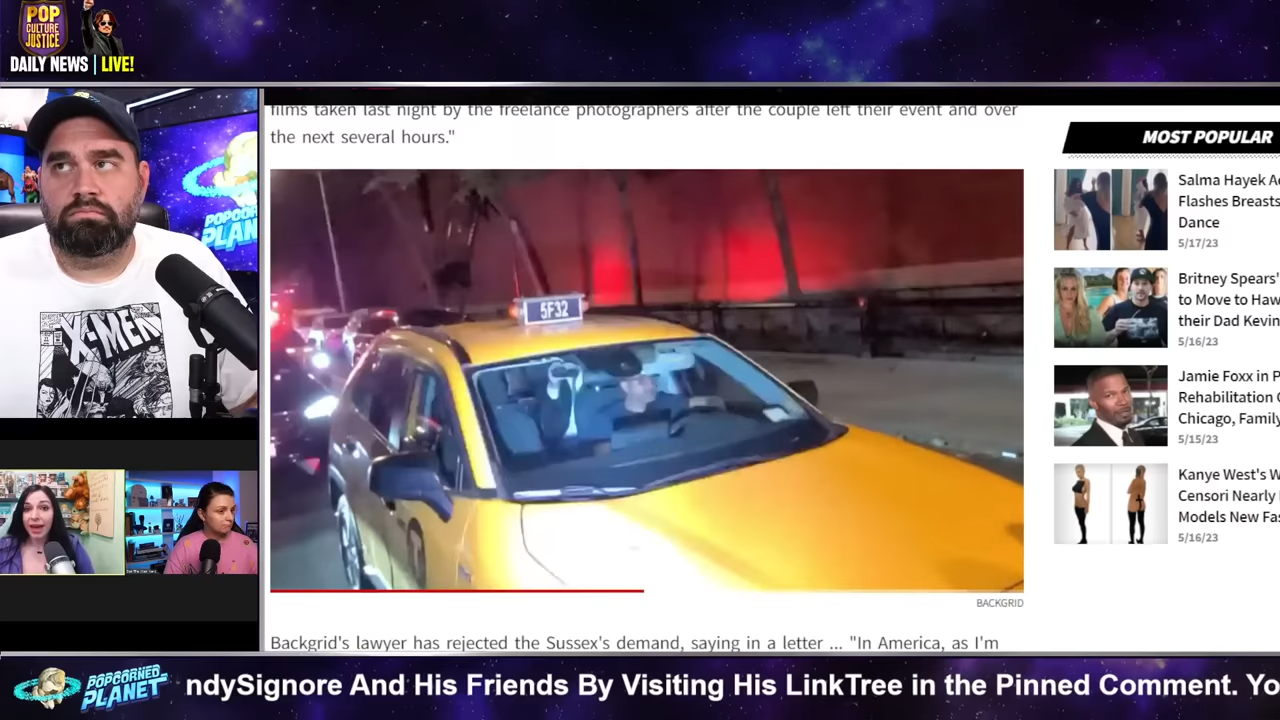 POP
CULTURE
JUSTICE
DAILY NEWS | LIVE!
films taken last night by the freelance photographers after the couple left their event and over
the next several hours."
5F32
BACKGRID
Backgrid's lawyer has rejected the Sussex's demand, saying in a letter ... "In America, as I'm
MOST POPULAR
Salma Hayek Ac
Flashes Breasts
Dance
5/17/23
Britney Spears'
to Move to Haw
their Dad Kevin
5/16/23
Jamie Foxx in P
Rehabilitation C
Chicago, Family
5/15/23
Kanye West's W
Censori Nearly
Models New Fas
5/16/23
POPCOR
PLAN
X-MEN
POPCORNED
PLANET
ndySignore And His Friends By Visiting His LinkTree in the Pinned Comment. Yo